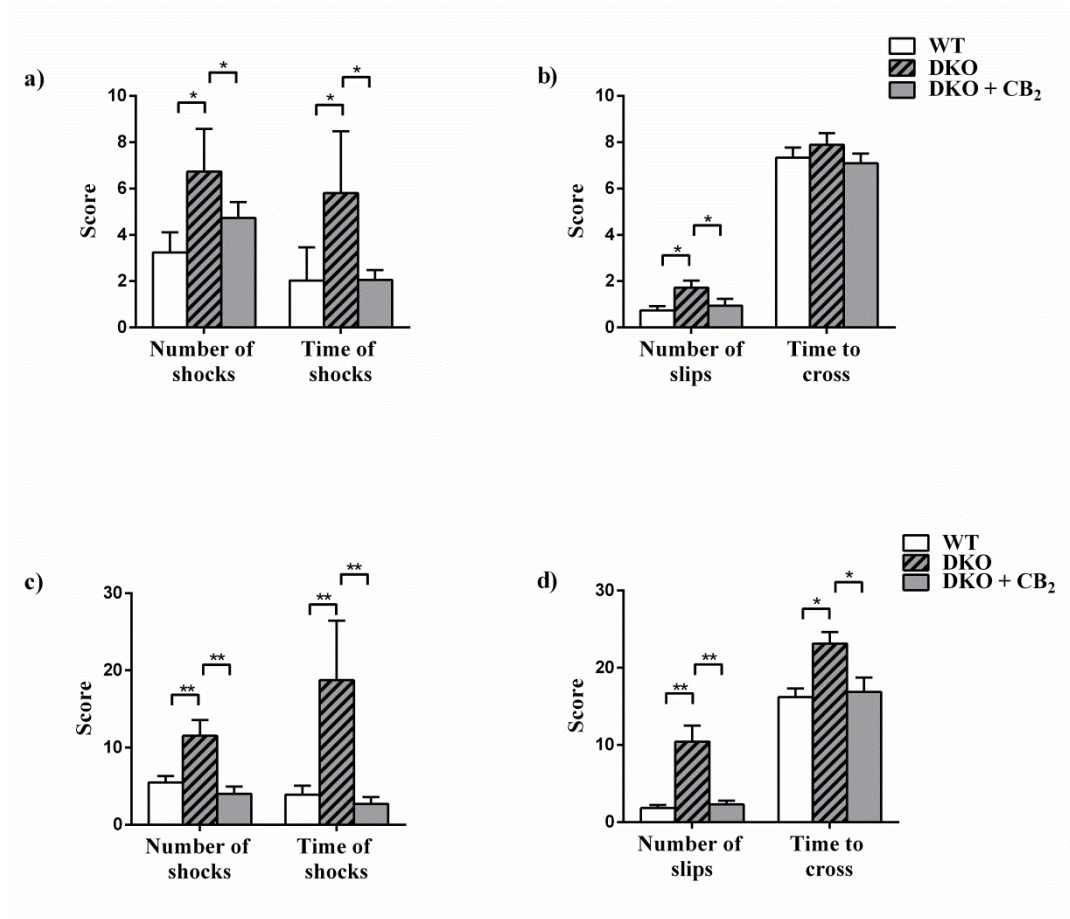 WT
DKO
DKO + CB₂
a)
*
*
*
*
10
8
6
4
2
0
Score
Number of
shocks
Time of
shocks
b)
*
*
10
8
6
4
2
0
Score
Number of
slips
Time to
cross
WT
DKO
DKO + CB₂
c)
**
**
**
**
30
20
10
0
Score
Number of
shocks
Time of
shocks
d)
**
**
*
*
30
20
10
0
Score
Number of
slips
Time to
cross